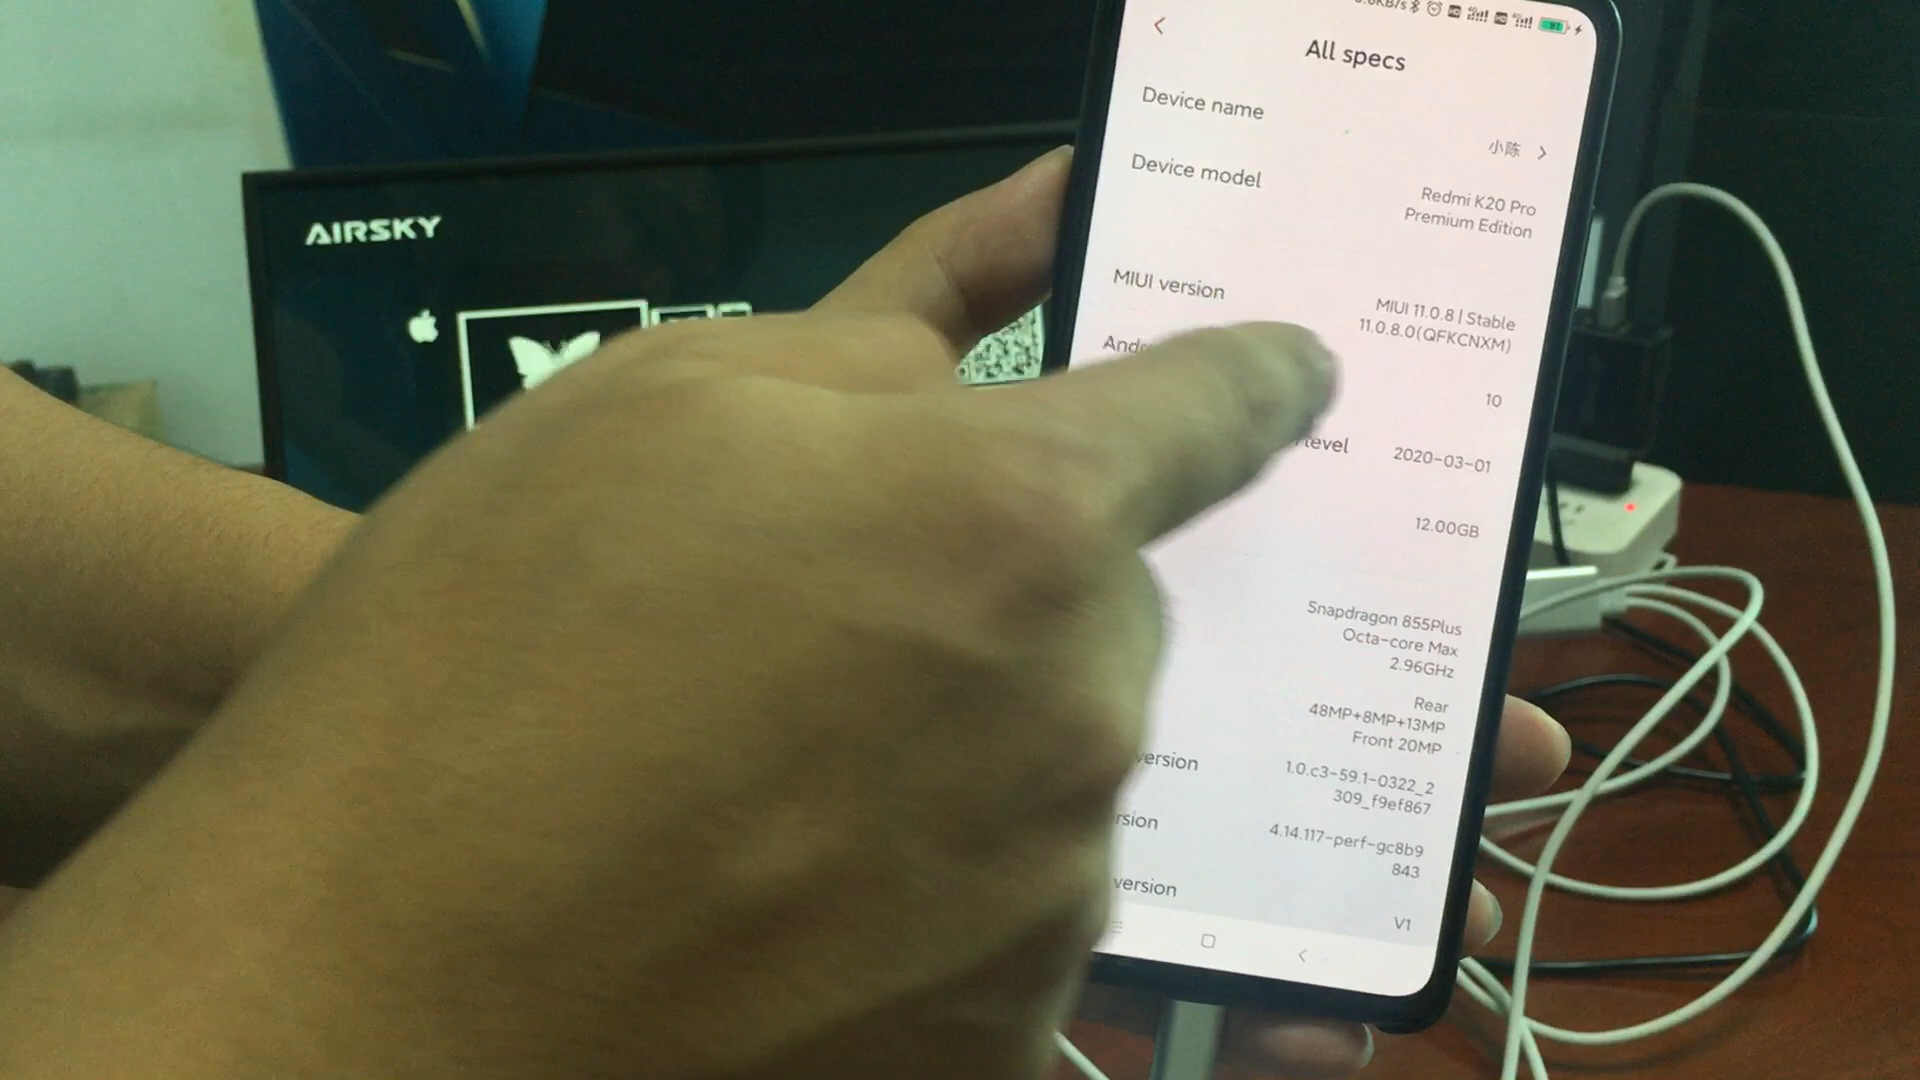 AIRSKY
81
All specs
Device name
小陈
Device model
Redmi K20 Pro
Premium Edition
MIUI version
MIUI 11.0.8 | Stable
11.0.8.0(QFKCNXM)
10
level
2020-03-01
12.00GB
Snapdragon 855Plus
Octa-core Max
2.96GHz
Rear
48MP+8MP+13MP
Front 20MP
version
1.0.c3-59.1-0322_2
309_f9ef867
4.14.117-perf-gc8b9
843
version
V1